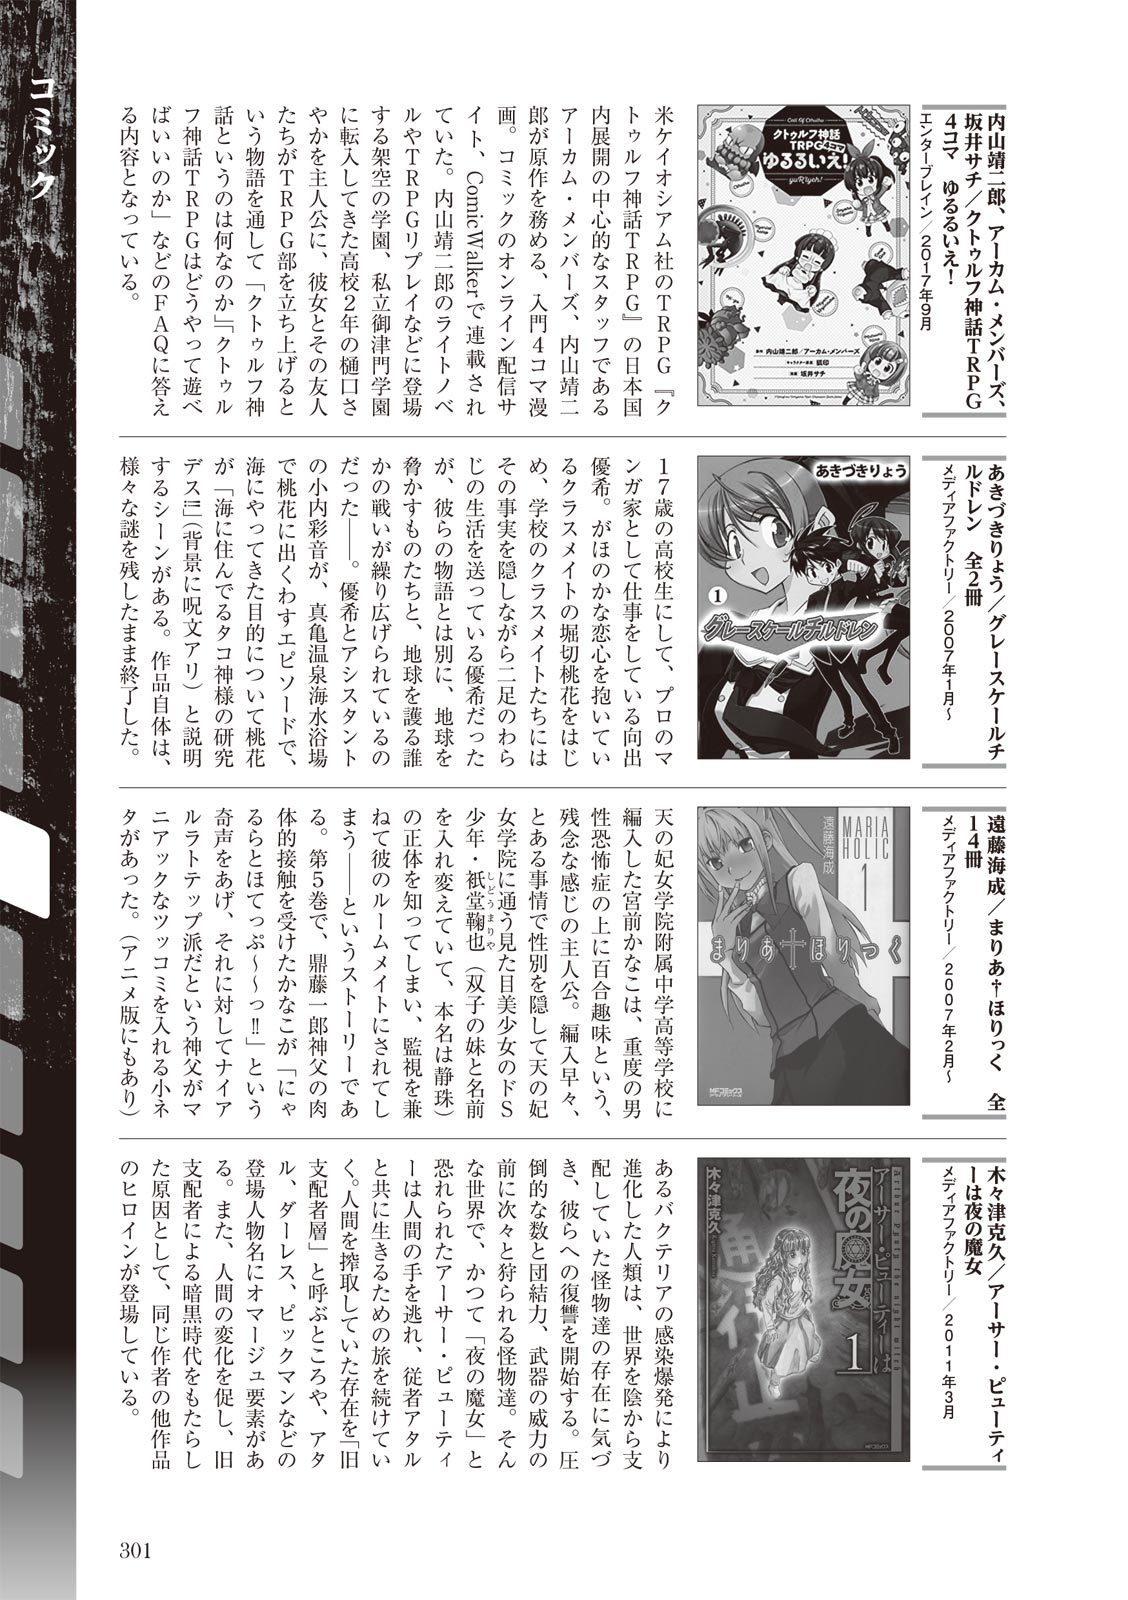 コミック
内山靖二郎、アーカム・メンバーズ、
坂井サチ／クトゥルフ神話ＴＲＰＧ
４コマ　ゆるるいえ！
エンターブレイン／２０１７年９月
Call Of Cthulhu
クトゥルフ神話
TRPG4コマ
ゆるるいえ！
yuR'lyeh!
原作 内山靖二郎／アーカム・メンバーズ
キャラクター原案 狐印
漫画 坂井サチ
米ケイオシアム社のＴＲＰＧ『ク
トゥルフ神話ＴＲＰＧ』の日本国
内展開の中心的なスタッフである
アーカム・メンバーズ、内山靖二
郎が原作を務める、入門４コマ漫
画。コミックのオンライン配信サ
イト、ComicWalkerで連載され
ていた。内山靖二郎のライトノベ
ルやＴＲＰＧリプレイなどに登場
する架空の学園、私立御津門学園
に転入してきた高校２年の樋口さ
やかを主人公に、彼女とその友人
たちがＴＲＰＧ部を立ち上げると
いう物語を通して「クトゥルフ神
話というのは何なのか」「クトゥル
フ神話ＴＲＰＧはどうやって遊べ
ばいいのか」などのＦＡＱに答え
る内容となっている。
あきづきりょう／グレースケールチ
ルドレン　全２冊
メディアファクトリー／２００７年１月〜
あきづきりょう
1
グレースケールチルドレン
１７歳の高校生にして、プロのマ
ンガ家として仕事をしている向出
優希。がほのかな恋心を抱いてい
るクラスメイトの堀切桃花をはじ
め、学校のクラスメイトたちには
その事実を隠しながら二足のわら
じの生活を送っている優希だった
が、彼らの物語とは別に、地球を
脅かすものたちと、地球を護る誰
かの戦いが繰り広げられているの
だった――。優希とアシスタント
の小内彩音が、真亀温泉海水浴場
で桃花に出くわすエピソードで、
海にやってきた目的について桃花
が「海に住んでるタコ神様の研究
デス!!!」（背景に呪文アリ）と説明
するシーンがある。作品自体は、
様々な謎を残したまま終了した。
遠藤海成／まりあ†ほりっく　全
１４冊
メディアファクトリー／２００７年２月〜
MARIA
HOLIC
1
遠藤海成
まりあ†ほりっく
MFコミックス
天の妃女学院附属中学高等学校に
編入した宮前かなこは、重度の男
性恐怖症の上に百合趣味という、
残念な感じの主人公。編入早々、
とある事情で性別を隠して天の妃
女学院に通う見た目美少女のドＳ
少年・祇堂鞠也（双子の妹と名前
しどうまりや
を入れ変えていて、本名は静珠）
の正体を知ってしまい、監視を兼
ねて彼のルームメイトにされてし
まう――というストーリーであ
る。第５巻で、鼎藤一郎神父の肉
体的接触を受けたかなこが「にゃ
るらとほてっぷ〜〜っ!!」という
奇声をあげ、それに対してナイア
ルラトテップ派だという神父がマ
ニアックなツッコミを入れる小ネ
タがあった。（アニメ版にもあり）
木々津克久／アーサー・ピューティ
ーは夜の魔女
メディアファクトリー／２０１１年３月
Arthur Pyuty the night witch
アーサー・ピューティーは
夜の魔女
1
木々津克久
MFコミックス
あるバクテリアの感染爆発により
進化した人類は、世界を陰から支
配していた怪物達の存在に気づ
き、彼らへの復讐を開始する。圧
倒的な数と団結力、武器の威力の
前に次々と狩られる怪物達。そん
な世界で、かつて「夜の魔女」と
恐れられたアーサー・ピューティ
ーは人間の手を逃れ、従者アタル
と共に生きるための旅を続けてい
く。人間を搾取していた存在を「旧
支配者層」と呼ぶところや、アタ
ル、ダーレス、ピックマンなどの
登場人物名にオマージュ要素があ
る。また、人間の変化を促し、旧
支配者による暗黒時代をもたらし
た原因として、同じ作者の他作品
のヒロインが登場している。
301